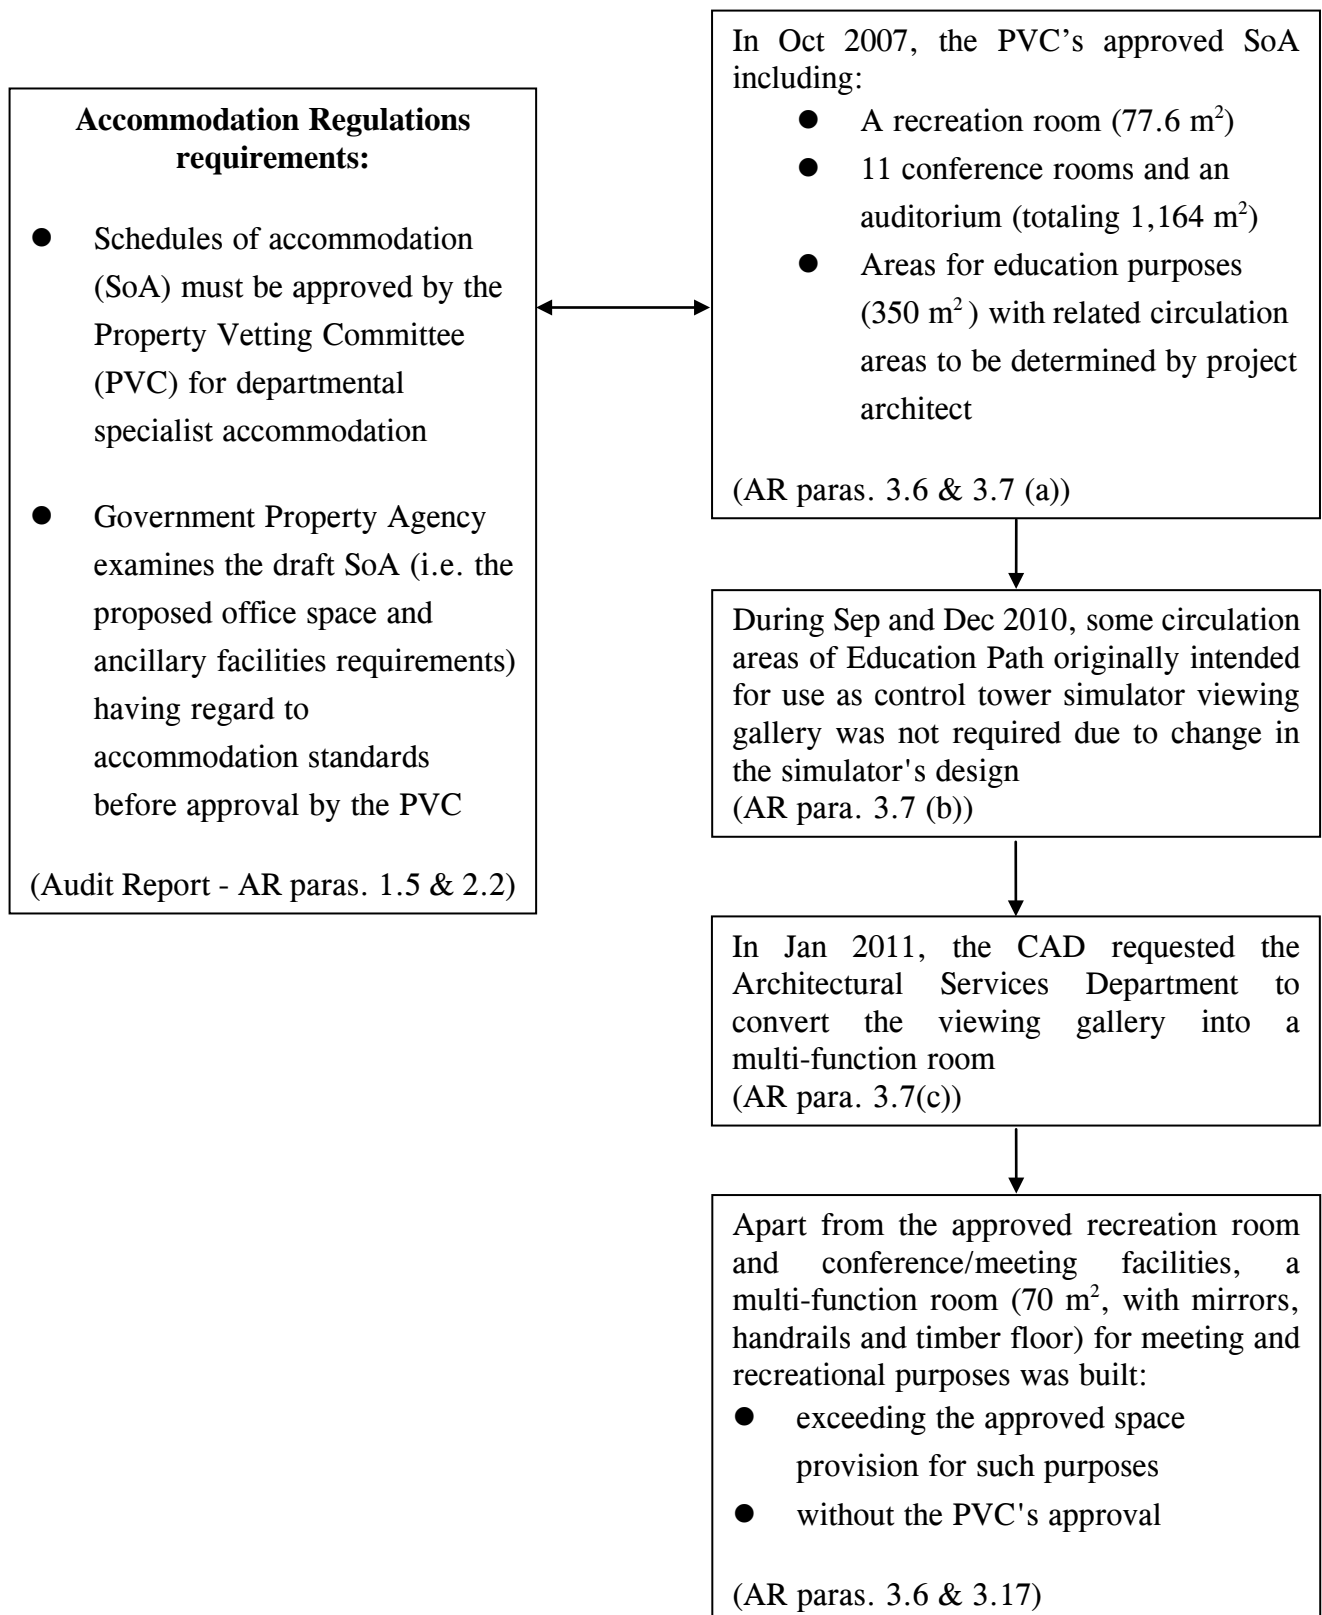 Accommodation Regulations
requirements:
● Schedules of accommodation
(SoA) must be approved by the
Property Vetting Committee
(PVC) for departmental
specialist accommodation
● Government Property Agency
examines the draft SoA (i.e. the
proposed office space and
ancillary facilities requirements)
having regard to
accommodation standards
before approval by the PVC
(Audit Report - AR paras. 1.5 & 2.2)
In Oct 2007, the PVC's approved SoA
including:
● A recreation room (77.6 m²)
● 11 conference rooms and an
auditorium (totaling 1,164 m²)
● Areas for education purposes
(350 m²) with related circulation
areas to be determined by project
architect
(AR paras. 3.6 & 3.7 (a))
During Sep and Dec 2010, some circulation
areas of Education Path originally intended
for use as control tower simulator viewing
gallery was not required due to change in
the simulator's design
(AR para. 3.7 (b))
In Jan 2011, the CAD requested the
Architectural Services Department to
convert the viewing gallery into a
multi-function room
(AR para. 3.7(c))
Apart from the approved recreation room
and conference/meeting facilities, a
multi-function room (70 m², with mirrors,
handrails and timber floor) for meeting and
recreational purposes was built:
● exceeding the approved space
provision for such purposes
● without the PVC's approval
(AR paras. 3.6 & 3.17)